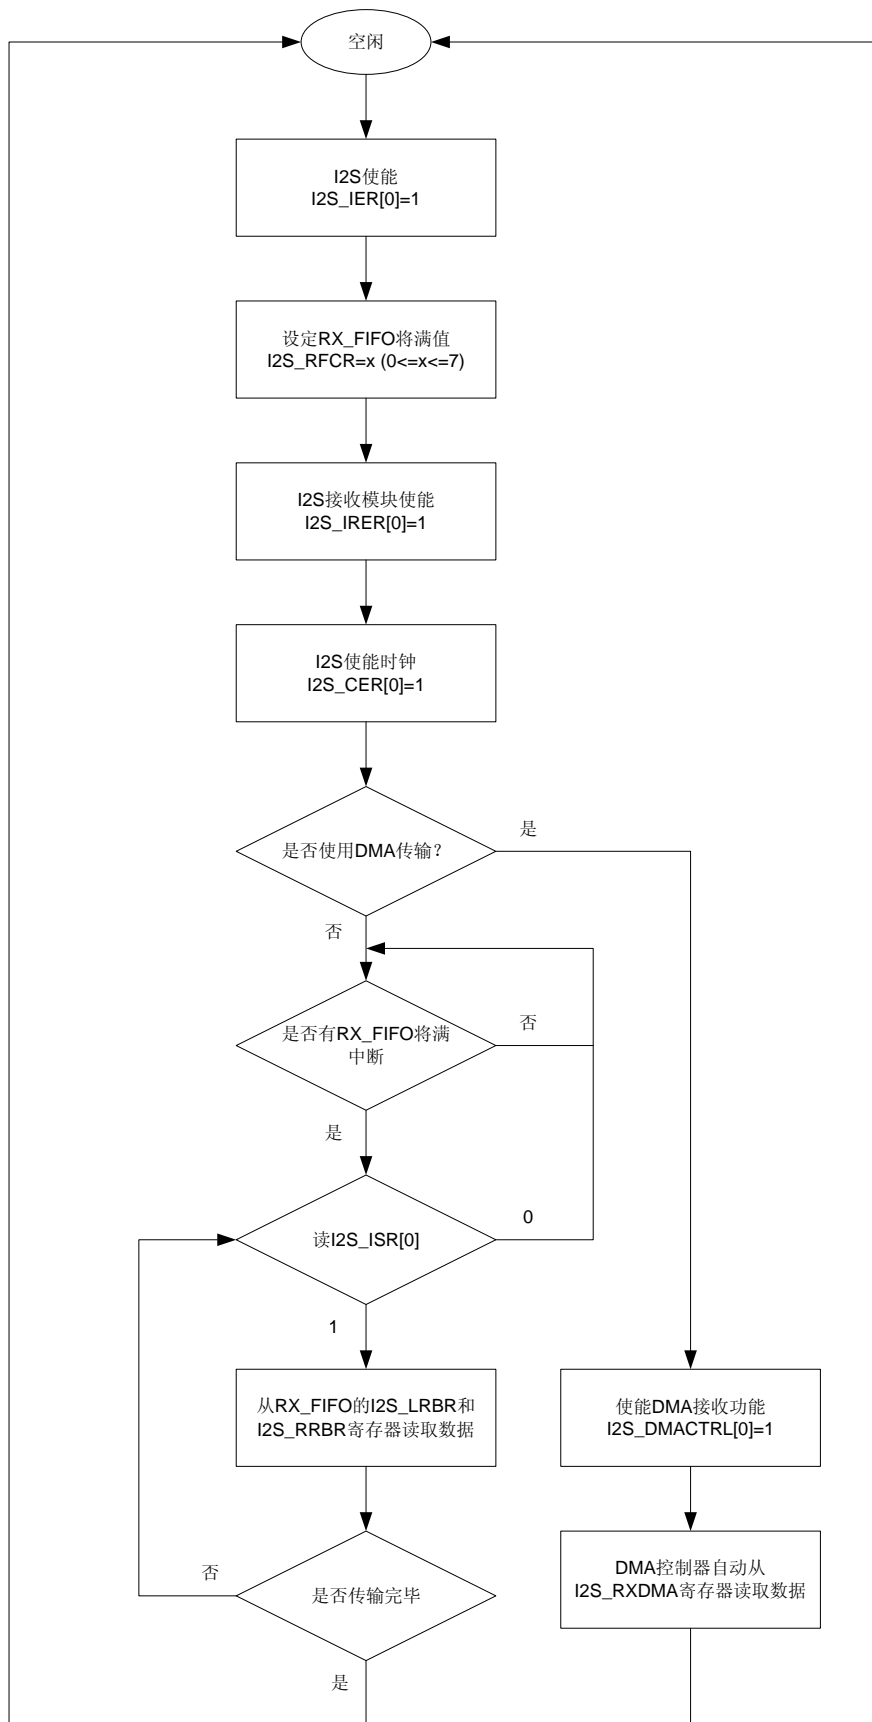 空闲
I2S使能
I2S_IER[0]=1
设定RX_FIFO将满值
I2S_RFCR=x (0<=x<=7)
I2S接收模块使能
I2S_IRER[0]=1
I2S使能时钟
I2S_CER[0]=1
是否使用DMA传输?
是
否
是否有RX_FIFO将满
中断
否
是
读I2S_ISR[0]
0
1
从RX_FIFO的I2S_LRBR和
I2S_RRBR寄存器读取数据
使能DMA接收功能
I2S_DMACTRL[0]=1
是否传输完毕
否
是
DMA控制器自动从
I2S_RXDMA寄存器读取数据